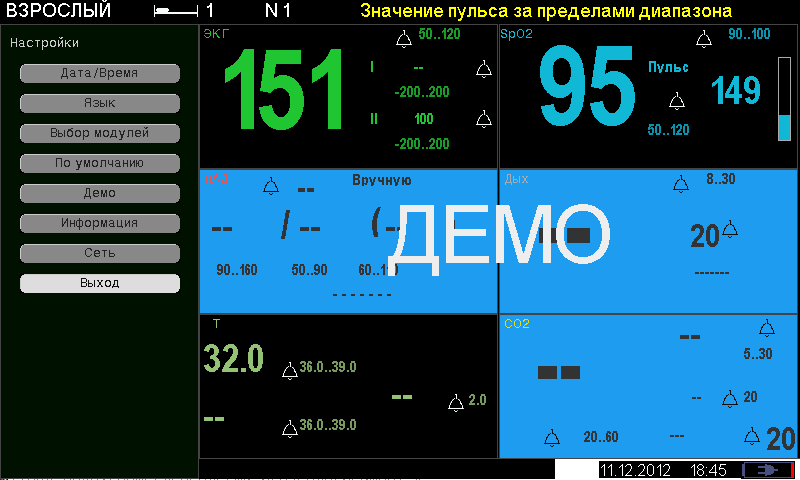 ВЗРОСЛЫЙ 1 N 1 Значение пульса за пределами диапазона
Настройки
Дата/Время
Язык
Выбор модулей
По умолчанию
Демо
Информация
Сеть
Выход
ЭКГ 50..120
151
I --
-200..200
II 100
-200..200
SpO2 90..100
95
Пульс 149
50..120
НАД -- Вручную
-- / -- (--
90..160 50..90
-------
ДЕМО
Дых 8..30
-- 20
-------
T
32.0 36.0..39.0
-- 2.0
-- 36.0..39.0
CO2 --
5..30
--
-- 20
20..60 --- 20
11.12.2012 18:45